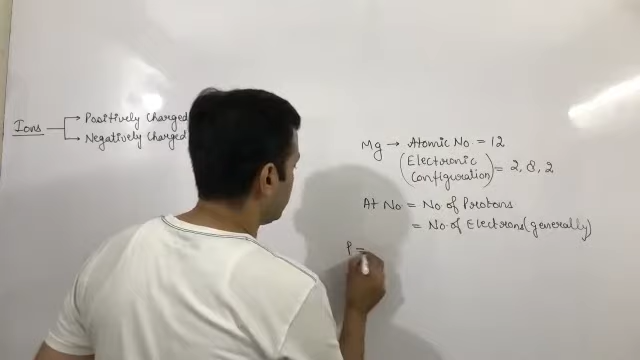 Ions
Positively Charged
Negatively Charged
Mg → Atomic No. = 12
(Electronic Configuration) = 2, 8, 2
At No = No of Protons
= No. of Electrons (generally)
P =